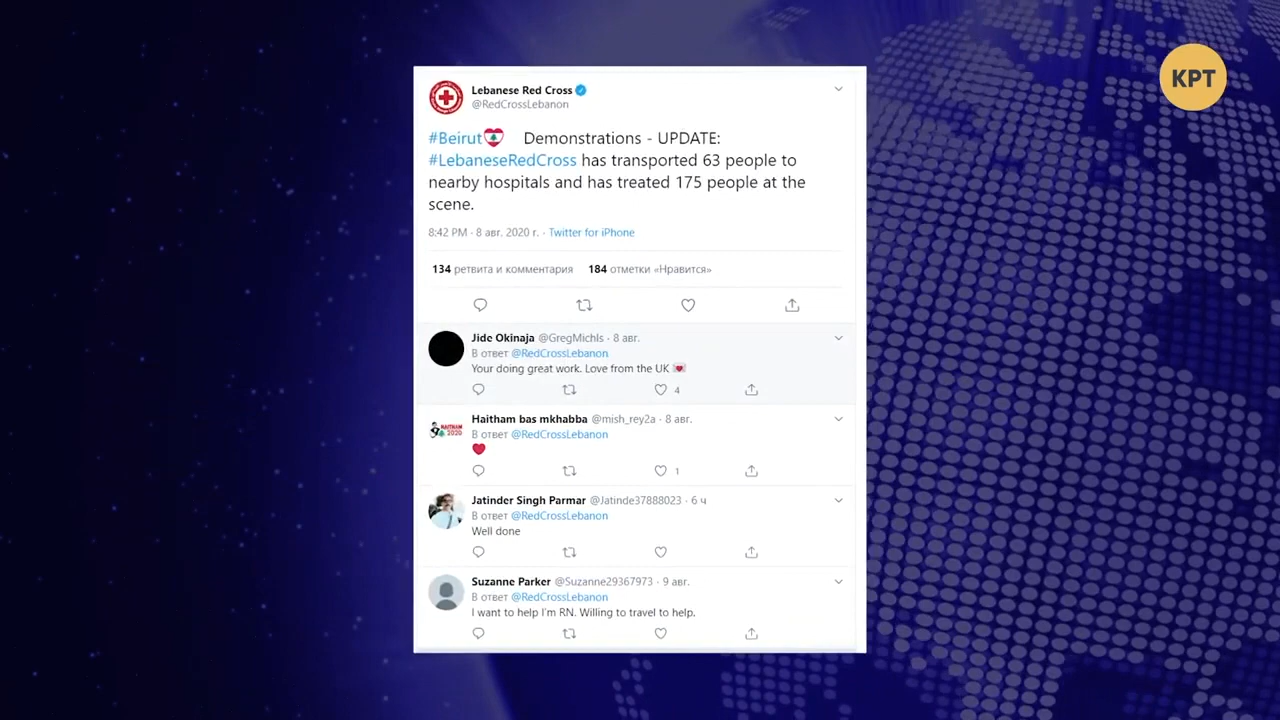 КРТ
Lebanese Red Cross
@RedCrossLebanon
#Beirut Demonstrations - UPDATE:
#LebaneseRedCross has transported 63 people to
nearby hospitals and has treated 175 people at the
scene.
8:42 PM · 8 авг. 2020 г. · Twitter for iPhone
134 ретвита и комментария 184 отметки «Нравится»
Jide Okinaja @GregMichls · 8 авг.
В ответ @RedCrossLebanon
Your doing great work. Love from the UK
4
Haitham bas mkhabba @mish_rey2a · 8 авг.
HAITHAM
2020
В ответ @RedCrossLebanon
1
Jatinder Singh Parmar @Jatinde37888023 · 6 ч
В ответ @RedCrossLebanon
Well done
Suzanne Parker @Suzanne29367973 · 9 авг.
В ответ @RedCrossLebanon
I want to help I'm RN. Willing to travel to help.